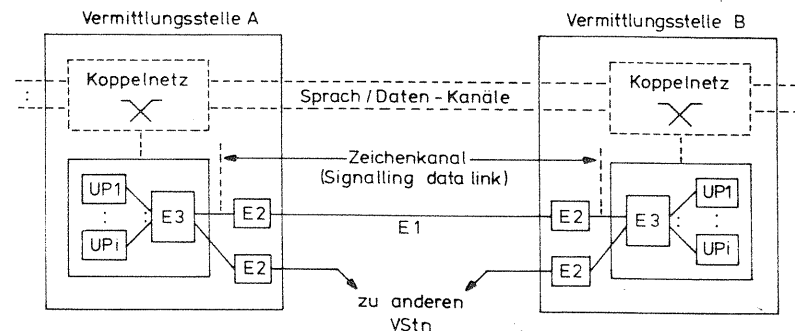 Vermittlungsstelle A
Vermittlungsstelle B
Koppelnetz
Koppelnetz
Sprach/Daten-Kanäle
Zeichenkanal
(Signalling data link)
UP1
UP1
E3
E2
E2
E3
E1
UPi
UPi
E2
E2
zu anderen
VStn